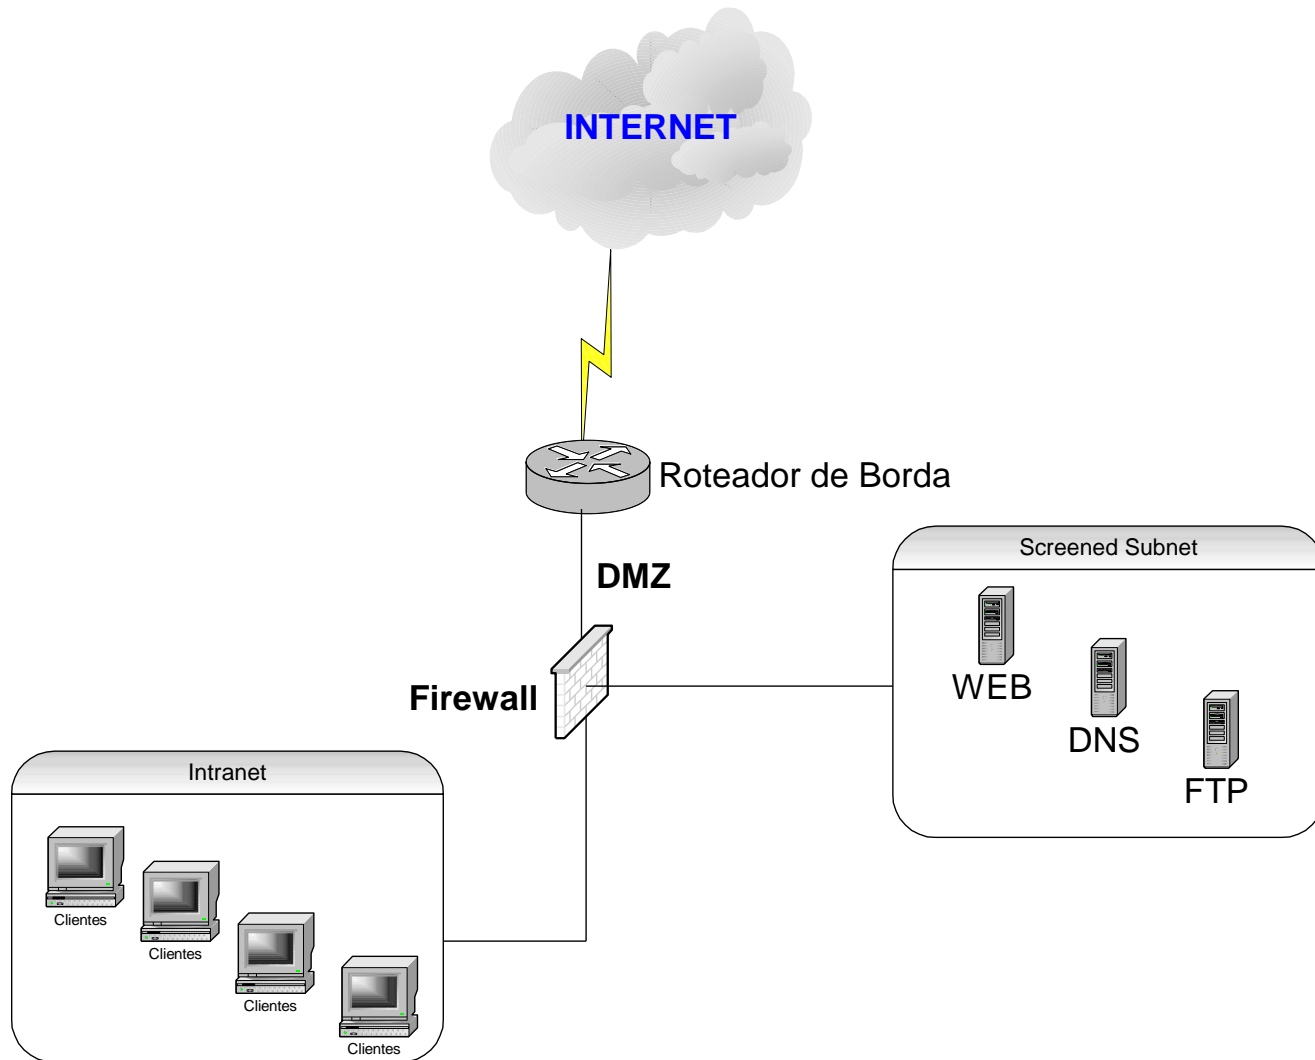 INTERNET
Roteador de Borda
Screened Subnet
DMZ
WEB
Firewall
DNS
FTP
Intranet
Clientes
Clientes
Clientes
Clientes